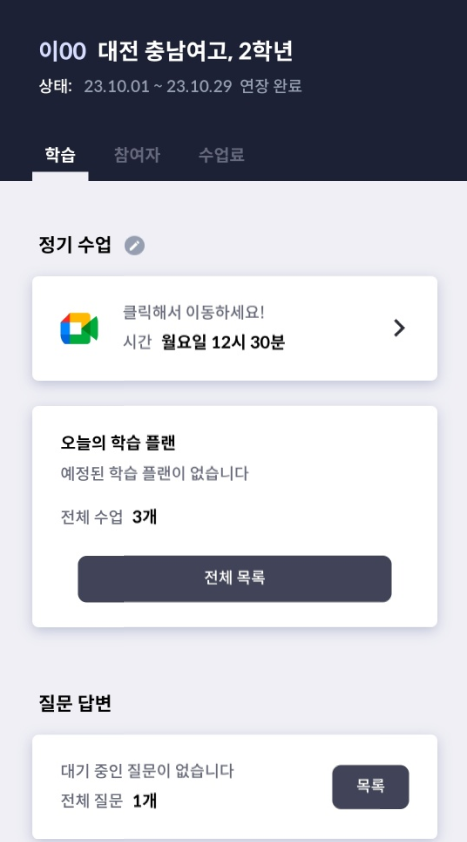 이00 대전 충남여고, 2학년
상태: 23.10.01 ~ 23.10.29 연장 완료
학습 참여자 수업료
정기 수업
클릭해서 이동하세요!
시간 월요일 12시 30분
오늘의 학습 플랜
예정된 학습 플랜이 없습니다
전체 수업 3개
전체 목록
질문 답변
대기 중인 질문이 없습니다
전체 질문 1개
목록